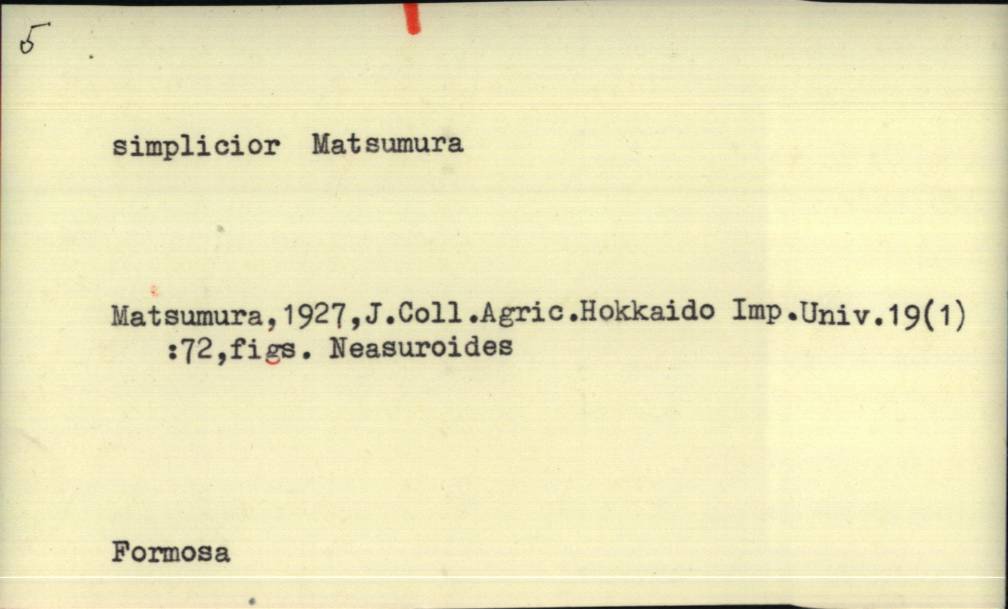 5
simplicior Matsumura
Matsumura,1927,J.Coll.Agric.Hokkaido Imp.Univ.19(1)
:72,figs. Neasuroides
Formosa